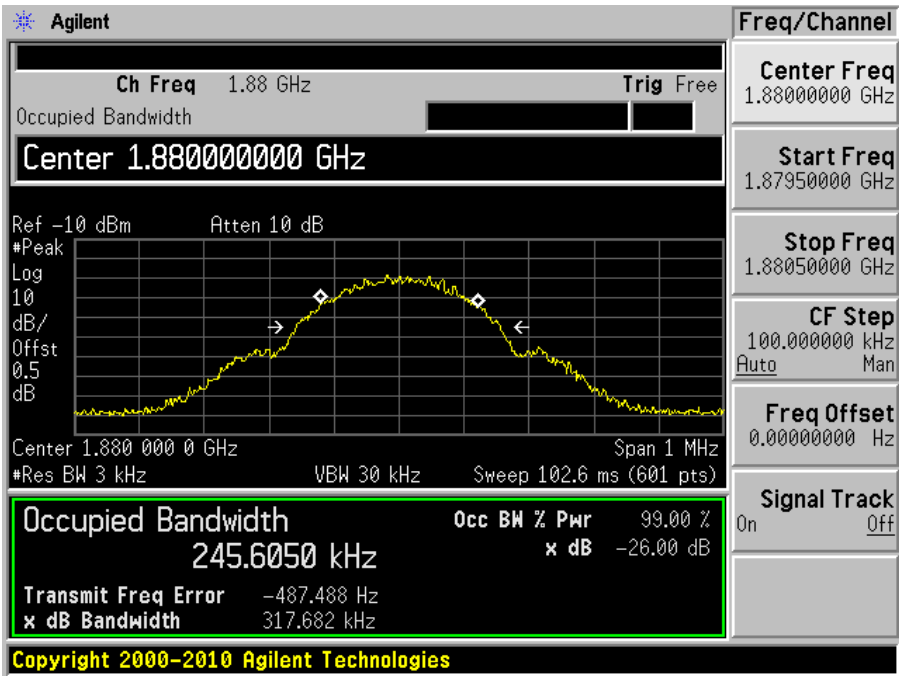 Agilent
Freq/Channel
Ch Freq 1.88 GHz Trig Free
Occupied Bandwidth
Center 1.880000000 GHz
Ref -10 dBm Atten 10 dB
#Peak
Log
10
dB/
Offst
0.5
dB
Center 1.880 000 0 GHz Span 1 MHz
#Res BW 3 kHz VBW 30 kHz Sweep 102.6 ms (601 pts)
Occupied Bandwidth Occ BW % Pwr 99.00 %
245.6050 kHz x dB -26.00 dB
Transmit Freq Error -487.488 Hz
x dB Bandwidth 317.682 kHz
Center Freq
1.88000000 GHz
Start Freq
1.87950000 GHz
Stop Freq
1.88050000 GHz
CF Step
100.000000 kHz
Auto Man
Freq Offset
0.00000000 Hz
Signal Track
On Off
Copyright 2000-2010 Agilent Technologies